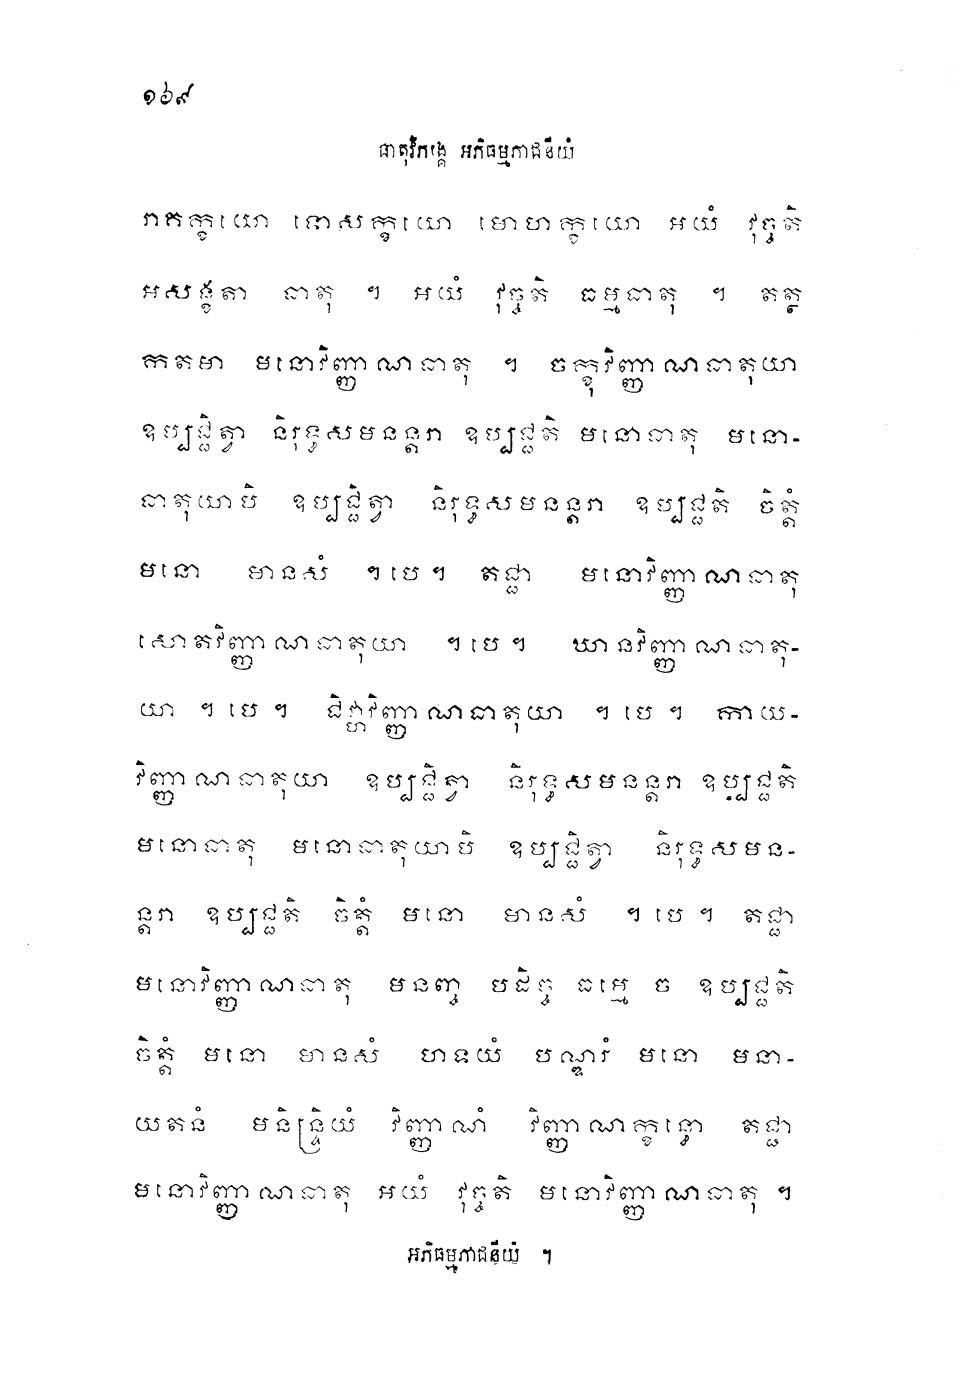 ១៦៩
ធាតុវិភង្គេ អភិធម្មភាជនីយំ
រាគក្ខយោ ទោសក្ខយោ មោហក្ខយោ អយំ វុច្ចតិ
អសង្ខតា ធាតុ ។ អយំ វុច្ចតិ ធម្មធាតុ ។ តត្ថ
កតមា មនោវិញ្ញាណធាតុ ។ ចក្ខុវិញ្ញាណធាតុយា
ឧប្បជ្ជិត្វា និរុទ្ធសមនន្តរា ឧប្បជ្ជតិ មនោធាតុ មនោ-
ធាតុយាបិ ឧប្បជ្ជិត្វា និរុទ្ធសមនន្តរា ឧប្បជ្ជតិ ចិត្តំ
មនោ មានសំ ។បេ។ តជ្ជា មនោវិញ្ញាណធាតុ
សោតវិញ្ញាណធាតុយា ។បេ។ ឃានវិញ្ញាណធាតុ-
យា ។បេ។ ជិវ្ហាវិញ្ញាណធាតុយា ។បេ។ កាយ-
វិញ្ញាណធាតុយា ឧប្បជ្ជិត្វា និរុទ្ធសមនន្តរា ឧប្បជ្ជតិ
មនោធាតុ មនោធាតុយាបិ ឧប្បជ្ជិត្វា និរុទ្ធសមន-
ន្តរា ឧប្បជ្ជតិ ចិត្តំ មនោ មានសំ ។បេ។ តជ្ជា
មនោវិញ្ញាណធាតុ មនញ្ច បដិច្ច ធម្មេ ច ឧប្បជ្ជតិ
ចិត្តំ មនោ មានសំ ហទយំ បណ្ឌរំ មនោ មនា-
យតនំ មនិន្ទ្រិយំ វិញ្ញាណំ វិញ្ញាណក្ខន្ធោ តជ្ជា
មនោវិញ្ញាណធាតុ អយំ វុច្ចតិ មនោវិញ្ញាណធាតុ ។
អភិធម្មភាជនីយំ ។